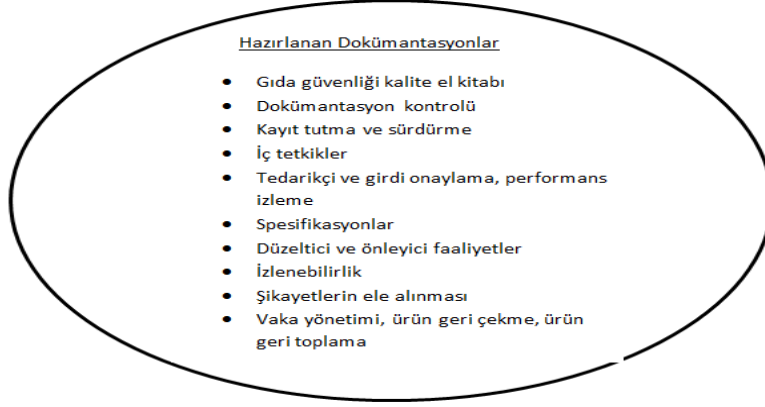 Hazırlanan Dokümantasyonlar
• Gıda güvenliği kalite el kitabı
• Dokümantasyon kontrolü
• Kayıt tutma ve sürdürme
• İç tetkikler
• Tedarikçi ve girdi onaylama, performans
izleme
• Spesifikasyonlar
• Düzeltici ve önleyici faaliyetler
• İzlenebilirlik
• Şikayetlerin ele alınması
• Vaka yönetimi, ürün geri çekme, ürün
geri toplama